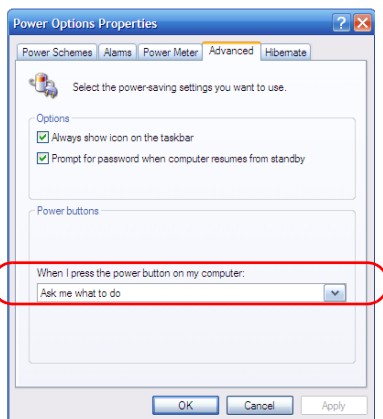 Power Options Properties
Power Schemes Alarms Power Meter Advanced Hibernate
Select the power-saving settings you want to use.
Options
Always show icon on the taskbar
Prompt for password when computer resumes from standby
Power buttons
When I press the power button on my computer:
Ask me what to do
OK Cancel Apply